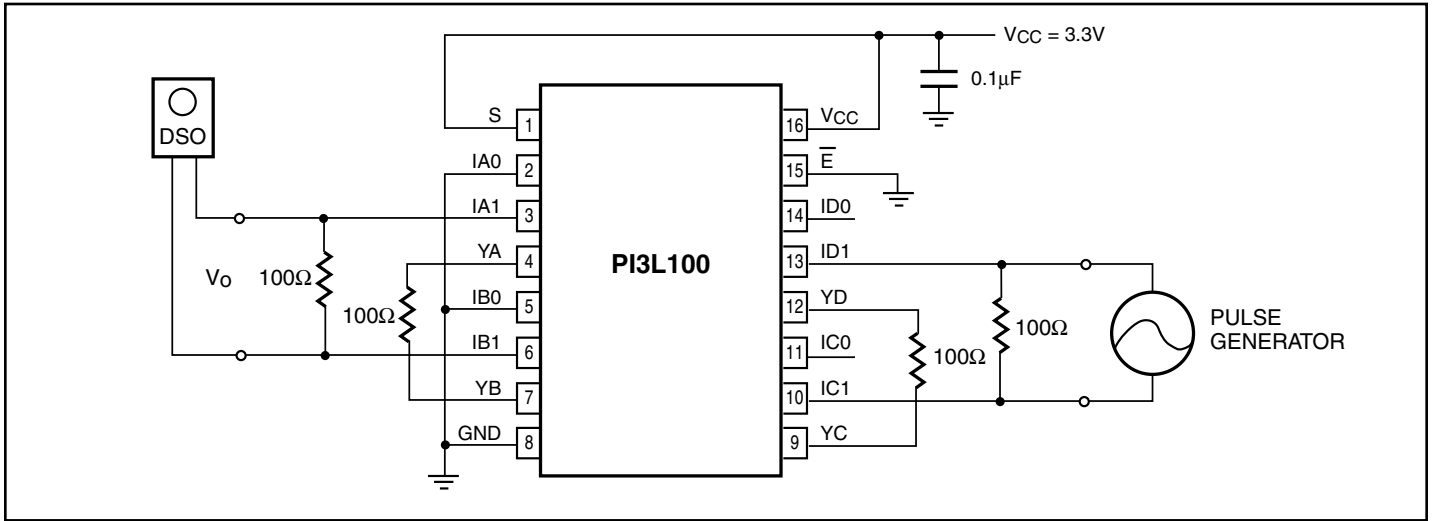 VCC = 3.3V
0.1µF
DSO
S 1
IA0 2
IA1 3
YA 4
IB0 5
IB1 6
YB 7
GND 8
PI3L100
16 VCC
15 E
14 ID0
13 ID1
12 YD
11 IC0
10 IC1
9 YC
VO
100Ω
100Ω
100Ω
100Ω
PULSE
GENERATOR